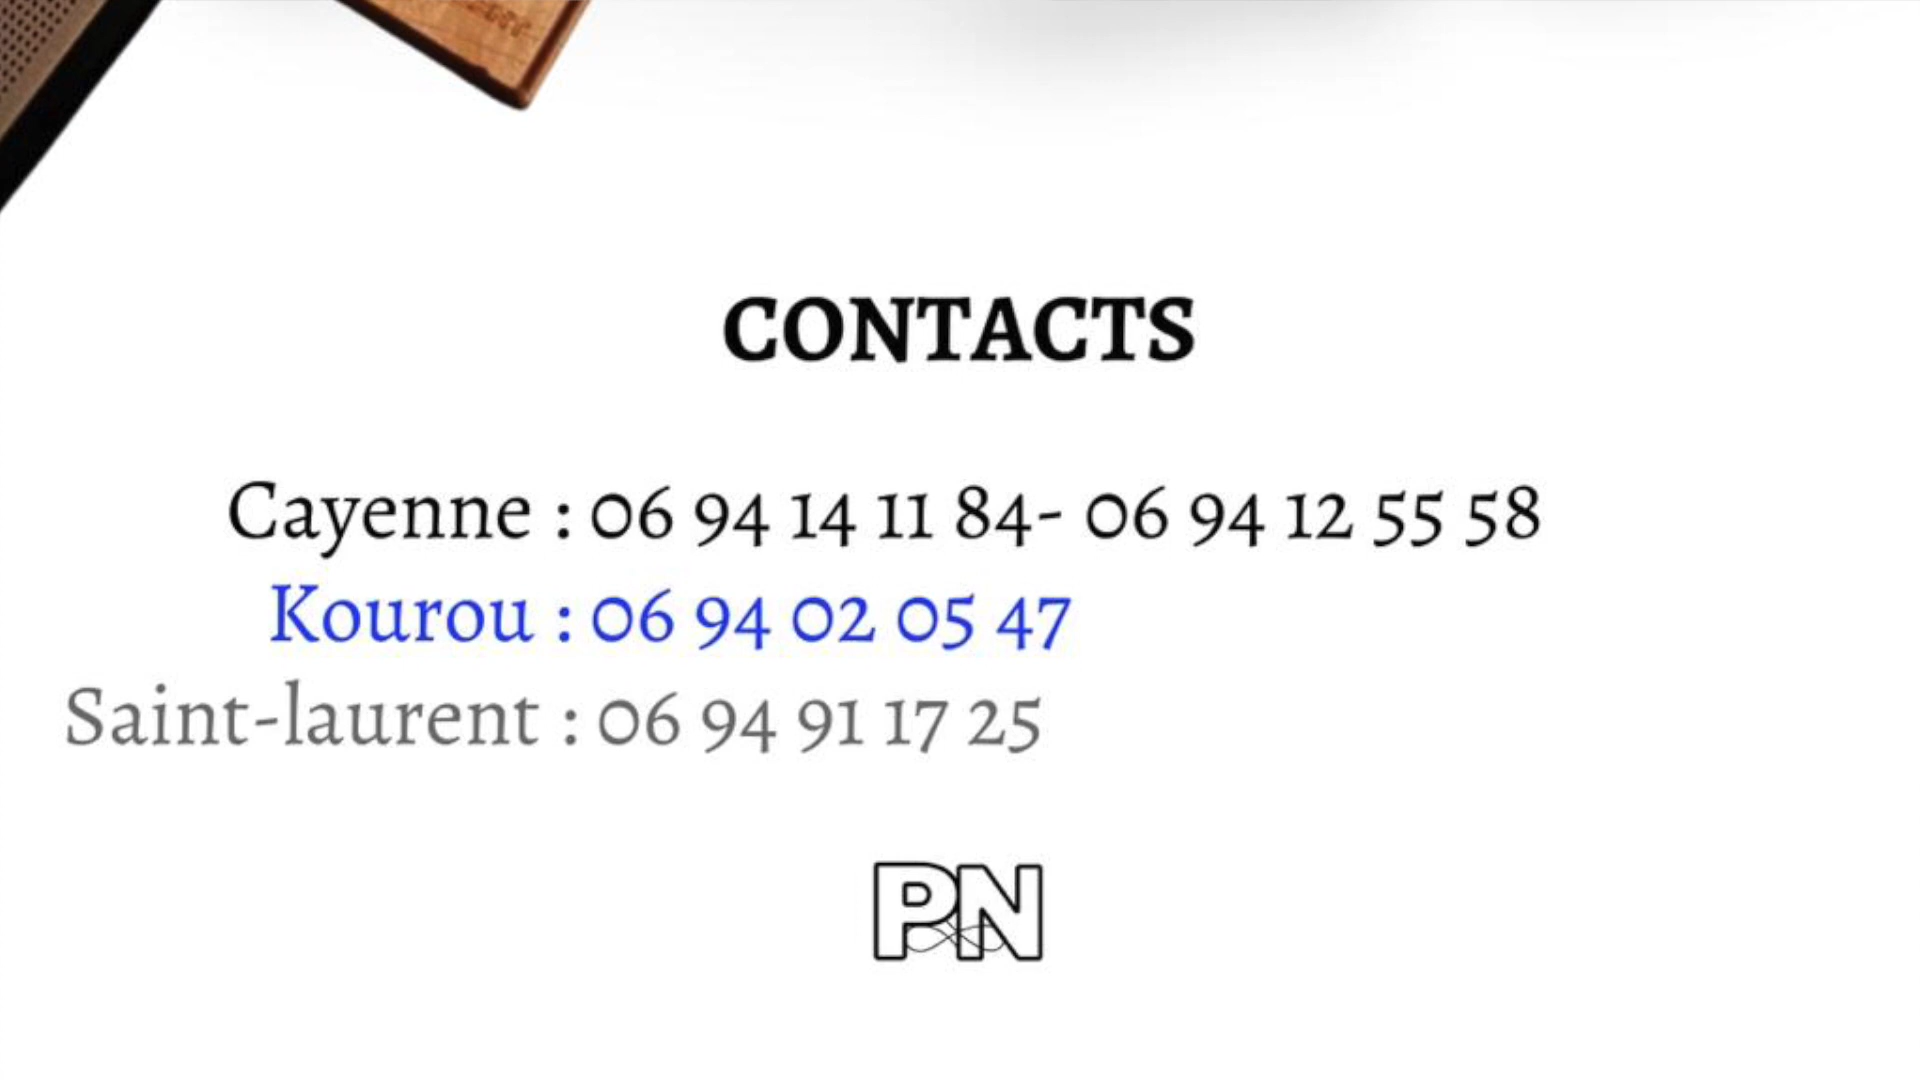 CONTACTS
Cayenne : 06 94 14 11 84- 06 94 12 55 58
Kourou : 06 94 02 05 47
Saint-laurent : 06 94 91 17 25
PN